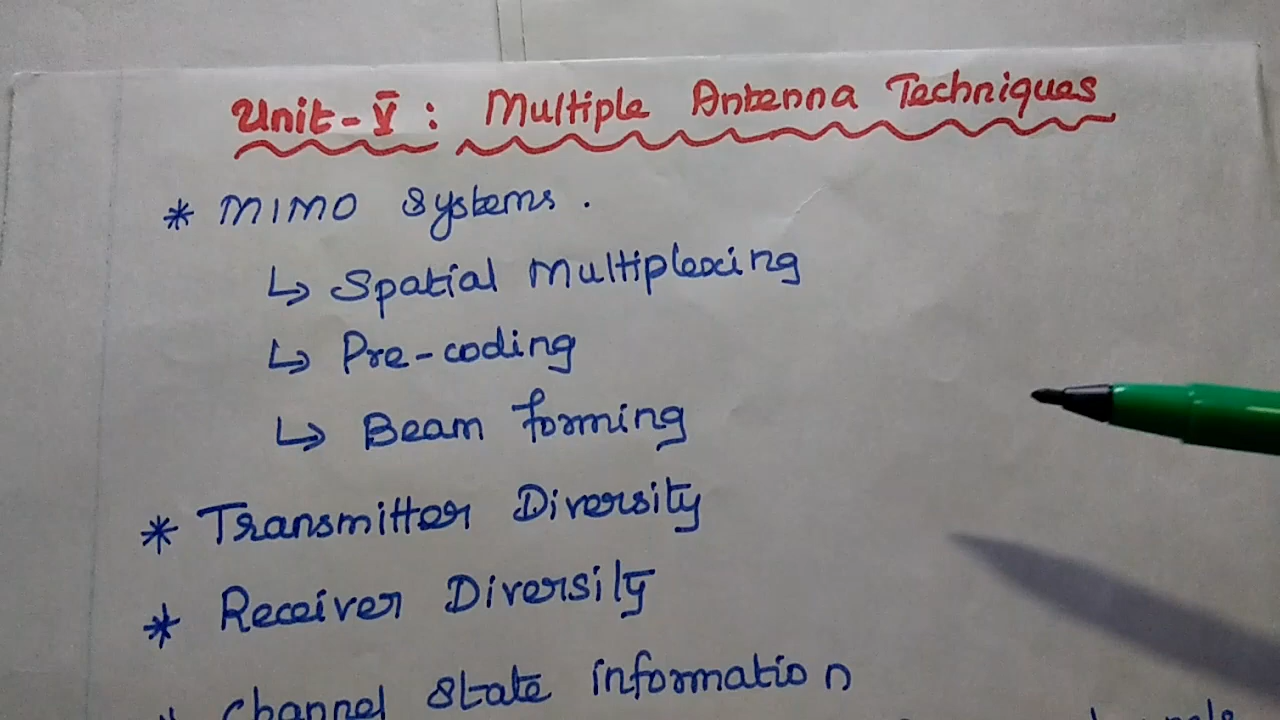 Unit-V : Multiple Antenna Techniques
* MIMO Systems.
↳ Spatial Multiplexing
↳ Pre-coding
↳ Beam forming
* Transmitter Diversity
* Receiver Diversity
* Channel State information